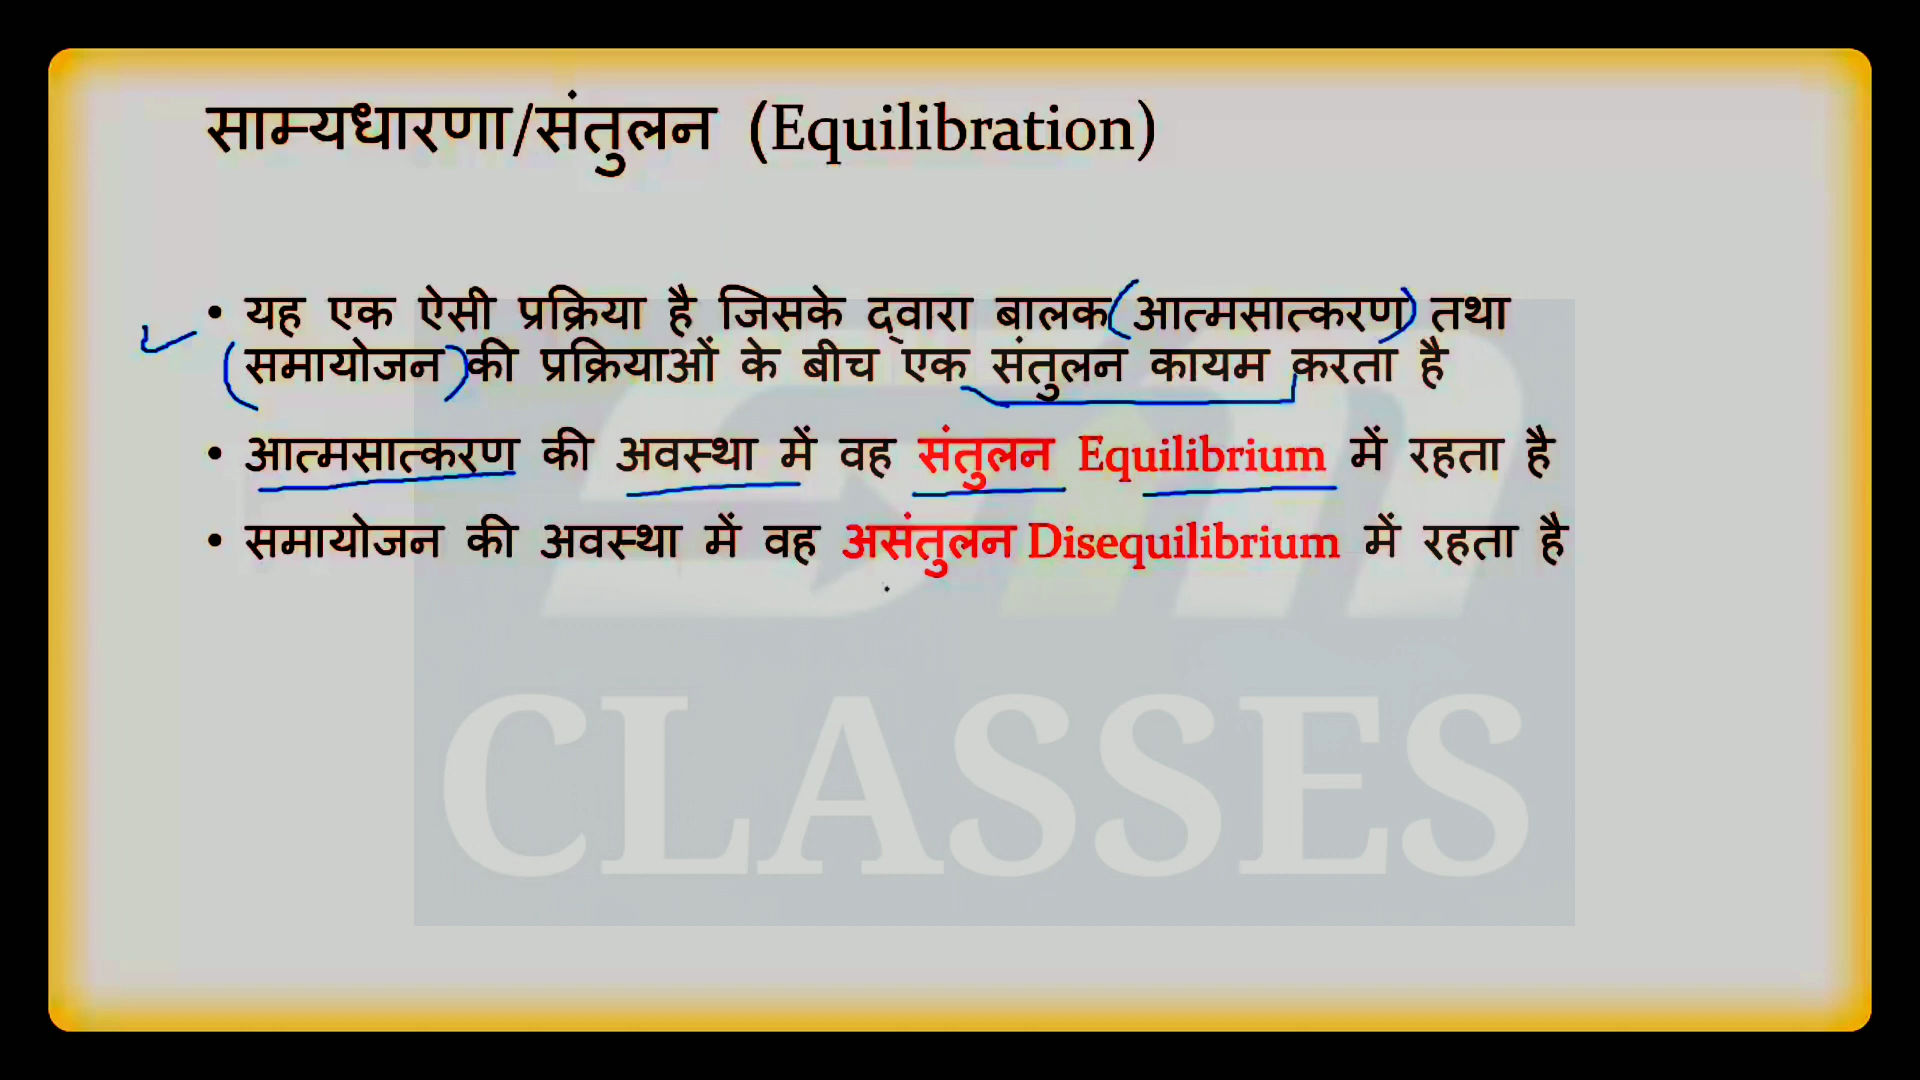 साम्यधारणा/संतुलन (Equilibration)
• यह एक ऐसी प्रक्रिया है जिसके द्वारा बालक आत्मसात्करण तथा
समायोजन की प्रक्रियाओं के बीच एक संतुलन कायम करता है
• आत्मसात्करण की अवस्था में वह संतुलन Equilibrium में रहता है
• समायोजन की अवस्था में वह असंतुलन Disequilibrium में रहता है
CLASSES